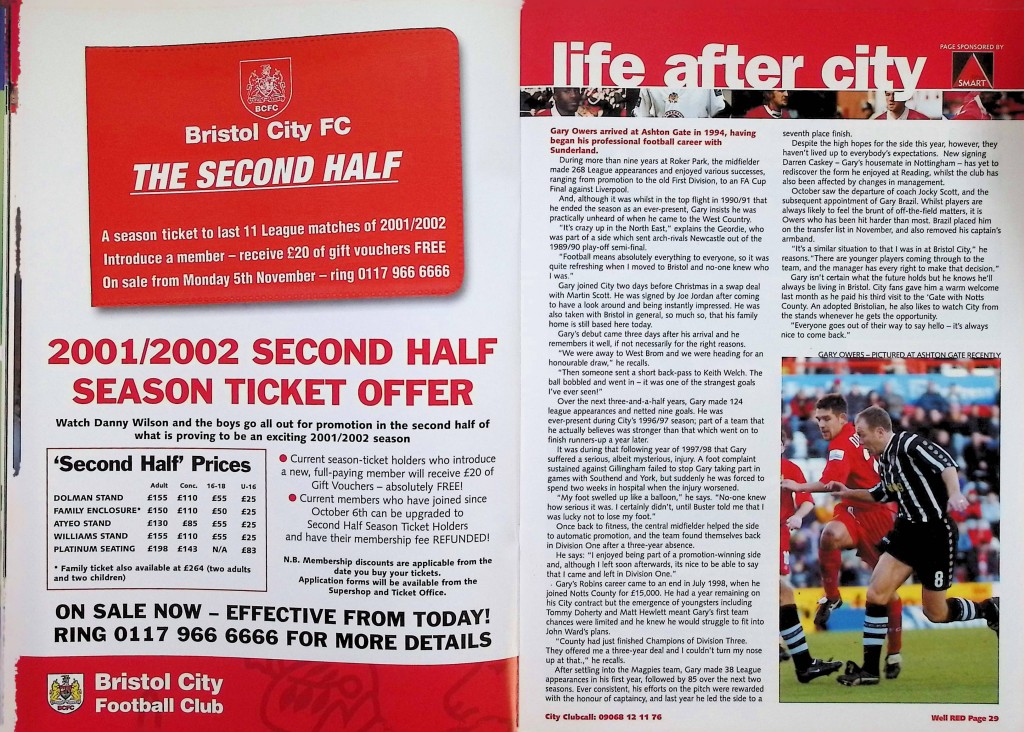 BCFC
Bristol City FC
THE SECOND HALF
A season ticket to last 11 League matches of 2001/2002
Introduce a member – receive £20 of gift vouchers FREE
On sale from Monday 5th November – ring 0117 966 6666
2001/2002 SECOND HALF
SEASON TICKET OFFER
Watch Danny Wilson and the boys go all out for promotion in the second half of
what is proving to be an exciting 2001/2002 season
'Second Half' Prices
Adult Conc. 16-18 U-16
DOLMAN STAND £155 £110 £55 £25
FAMILY ENCLOSURE* £150 £110 £50 £25
ATYEO STAND £130 £85 £55 £25
WILLIAMS STAND £155 £110 £55 £25
PLATINUM SEATING £198 £143 N/A £83
* Family ticket also available at £264 (two adults
and two children)
● Current season-ticket holders who introduce
a new, full-paying member will receive £20 of
Gift Vouchers – absolutely FREE!
● Current members who have joined since
October 6th can be upgraded to
Second Half Season Ticket Holders
and have their membership fee REFUNDED!
N.B. Membership discounts are applicable from the
date you buy your tickets.
Application forms will be available from the
Supershop and Ticket Office.
ON SALE NOW – EFFECTIVE FROM TODAY!
RING 0117 966 6666 FOR MORE DETAILS
BCFC
Bristol City
Football Club
life after city
PAGE SPONSORED BY
SMART
Gary Owers arrived at Ashton Gate in 1994, having
began his professional football career with
Sunderland.
During more than nine years at Roker Park, the midfielder
made 268 League appearances and enjoyed various successes,
ranging from promotion to the old First Division, to an FA Cup
Final against Liverpool.
And, although it was whilst in the top flight in 1990/91 that
he ended the season as an ever-present, Gary insists he was
practically unheard of when he came to the West Country.
"It's crazy up in the North East," explains the Geordie, who
was part of a side which sent arch-rivals Newcastle out of the
1989/90 play-off semi-final.
"Football means absolutely everything to everyone, so it was
quite refreshing when I moved to Bristol and no-one knew who
I was."
Gary joined City two days before Christmas in a swap deal
with Martin Scott. He was signed by Joe Jordan after coming
to have a look around and being instantly impressed. He was
also taken with Bristol in general, so much so, that his family
home is still based here today.
Gary's debut came three days after his arrival and he
remembers it well, if not necessarily for the right reasons.
"We were away to West Brom and we were heading for an
honourable draw," he recalls.
"Then someone sent a short back-pass to Keith Welch. The
ball bobbled and went in – it was one of the strangest goals
I've ever seen!"
Over the next three-and-a-half years, Gary made 124
league appearances and netted nine goals. He was
ever-present during City's 1996/97 season; part of a team that
he actually believes was stronger than that which went on to
finish runners-up a year later.
It was during that following year of 1997/98 that Gary
suffered a serious, albeit mysterious, injury. A foot complaint
sustained against Gillingham failed to stop Gary taking part in
games with Southend and York, but suddenly he was forced to
spend two weeks in hospital when the injury worsened.
"My foot swelled up like a balloon," he says. "No-one knew
how serious it was. I certainly didn't, until Buster told me that I
was lucky not to lose my foot."
Once back to fitness, the central midfielder helped the side
to automatic promotion, and the team found themselves back
in Division One after a three-year absence.
He says: "I enjoyed being part of a promotion-winning side
and, although I left soon afterwards, its nice to be able to say
that I came and left in Division One."
Gary's Robins career came to an end in July 1998, when he
joined Notts County for £15,000. He had a year remaining on
his City contract but the emergence of youngsters including
Tommy Doherty and Matt Hewlett meant Gary's first team
chances were limited and he knew he would struggle to fit into
John Ward's plans.
"County had just finished Champions of Division Three.
They offered me a three-year deal and I couldn't turn my nose
up at that.," he recalls.
After settling into the Magpies team, Gary made 38 League
appearances in his first year, followed by 85 over the next two
seasons. Ever consistent, his efforts on the pitch were rewarded
with the honour of captaincy, and last year he led the side to a
seventh place finish.
Despite the high hopes for the side this year, however, they
haven't lived up to everybody's expectations. New signing
Darren Caskey – Gary's housemate in Nottingham – has yet to
rediscover the form he enjoyed at Reading, whilst the club has
also been affected by changes in management.
October saw the departure of coach Jocky Scott, and the
subsequent appointment of Gary Brazil. Whilst players are
always likely to feel the brunt of off-the-field matters, it is
Owers who has been hit harder than most. Brazil placed him
on the transfer list in November, and also removed his captain's
armband.
"It's a similar situation to that I was in at Bristol City," he
reasons. "There are younger players coming through to the
team, and the manager has every right to make that decision."
Gary isn't certain what the future holds but he knows he'll
always be living in Bristol. City fans gave him a warm welcome
last month as he paid his third visit to the 'Gate with Notts
County. An adopted Bristolian, he also likes to watch City from
the stands whenever he gets the opportunity.
"Everyone goes out of their way to say hello – it's always
nice to come back."
GARY OWERS – PICTURED AT ASHTON GATE RECENTLY
8
City Clubcall: 09068 12 11 76
Well RED Page 29